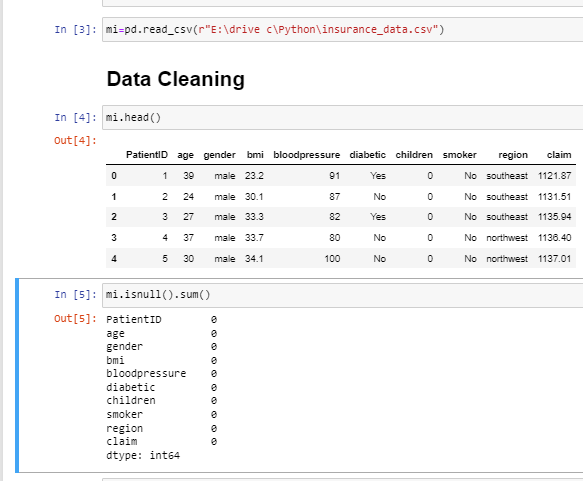 In [3]: mi=pd.read_csv(r"E:\drive c\Python\insurance_data.csv")
Data Cleaning
In [4]: mi.head()
Out[4]:
PatientID age gender bmi bloodpressure diabetic children smoker region claim
0 1 39 male 23.2 91 Yes 0 No southeast 1121.87
1 2 24 male 30.1 87 No 0 No southeast 1131.51
2 3 27 male 33.3 82 Yes 0 No southeast 1135.94
3 4 37 male 33.7 80 No 0 No northwest 1136.40
4 5 30 male 34.1 100 No 0 No northwest 1137.01
In [5]: mi.isnull().sum()
Out[5]: PatientID 0
age 0
gender 0
bmi 0
bloodpressure 0
diabetic 0
children 0
smoker 0
region 0
claim 0
dtype: int64